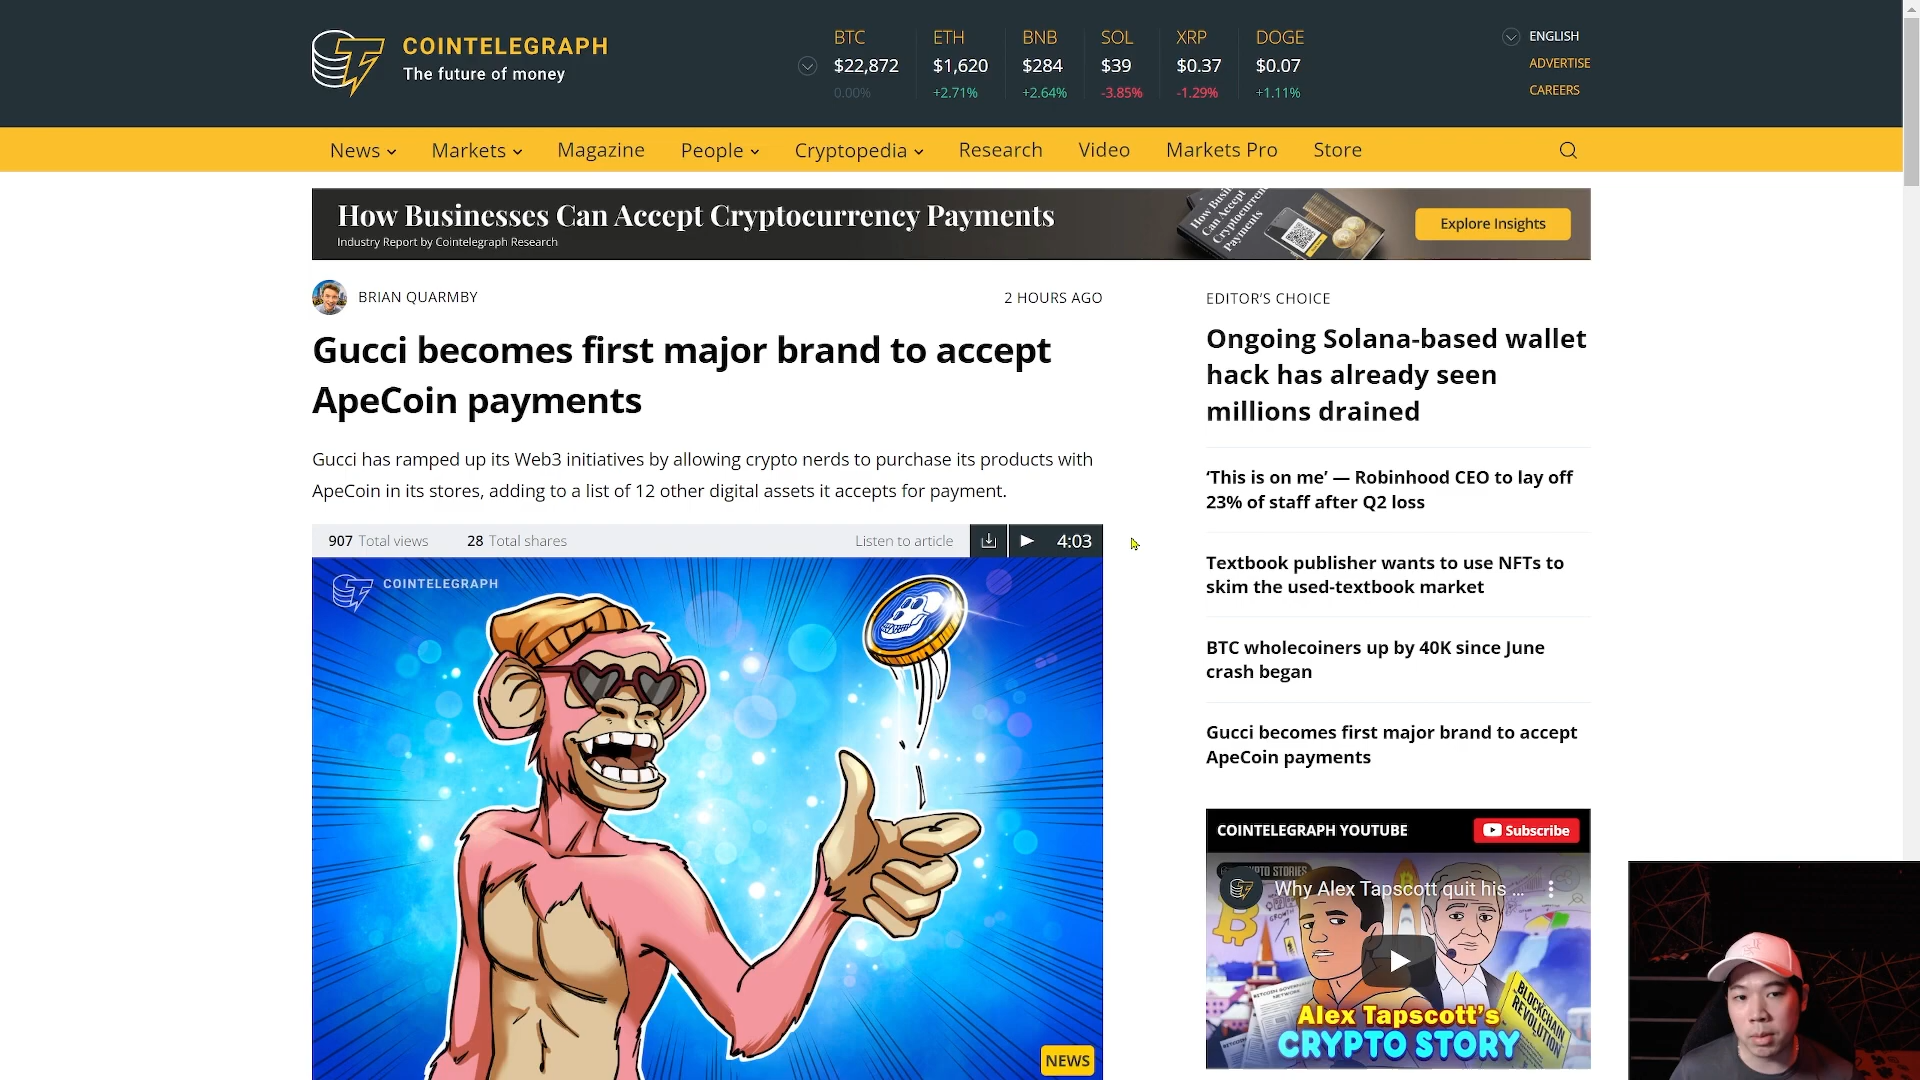 COINTELEGRAPH
The future of money
BTC
$22,872
0.00%
ETH
$1,620
+2.71%
BNB
$284
+2.64%
SOL
$39
-3.85%
XRP
$0.37
-1.29%
DOGE
$0.07
+1.11%
ENGLISH
ADVERTISE
CAREERS
News
Markets
Magazine
People
Cryptopedia
Research
Video
Markets Pro
Store
How Businesses Can Accept Cryptocurrency Payments
Industry Report by Cointelegraph Research
How Busin
Can Accept
Cryptocurrency
Payments
Explore Insights
BRIAN QUARMBY
2 HOURS AGO
Gucci becomes first major brand to accept
ApeCoin payments
Gucci has ramped up its Web3 initiatives by allowing crypto nerds to purchase its products with
ApeCoin in its stores, adding to a list of 12 other digital assets it accepts for payment.
907 Total views
28 Total shares
Listen to article
4:03
COINTELEGRAPH
NEWS
EDITOR'S CHOICE
Ongoing Solana-based wallet
hack has already seen
millions drained
‘This is on me’ — Robinhood CEO to lay off
23% of staff after Q2 loss
Textbook publisher wants to use NFTs to
skim the used-textbook market
BTC wholecoiners up by 40K since June
crash began
Gucci becomes first major brand to accept
ApeCoin payments
COINTELEGRAPH YOUTUBE
Subscribe
PTO STORIES
Why Alex Tapscott quit his ...
BLOCKCHAIN
REVOLUTION
Alex Tapscott's
CRYPTO STORY